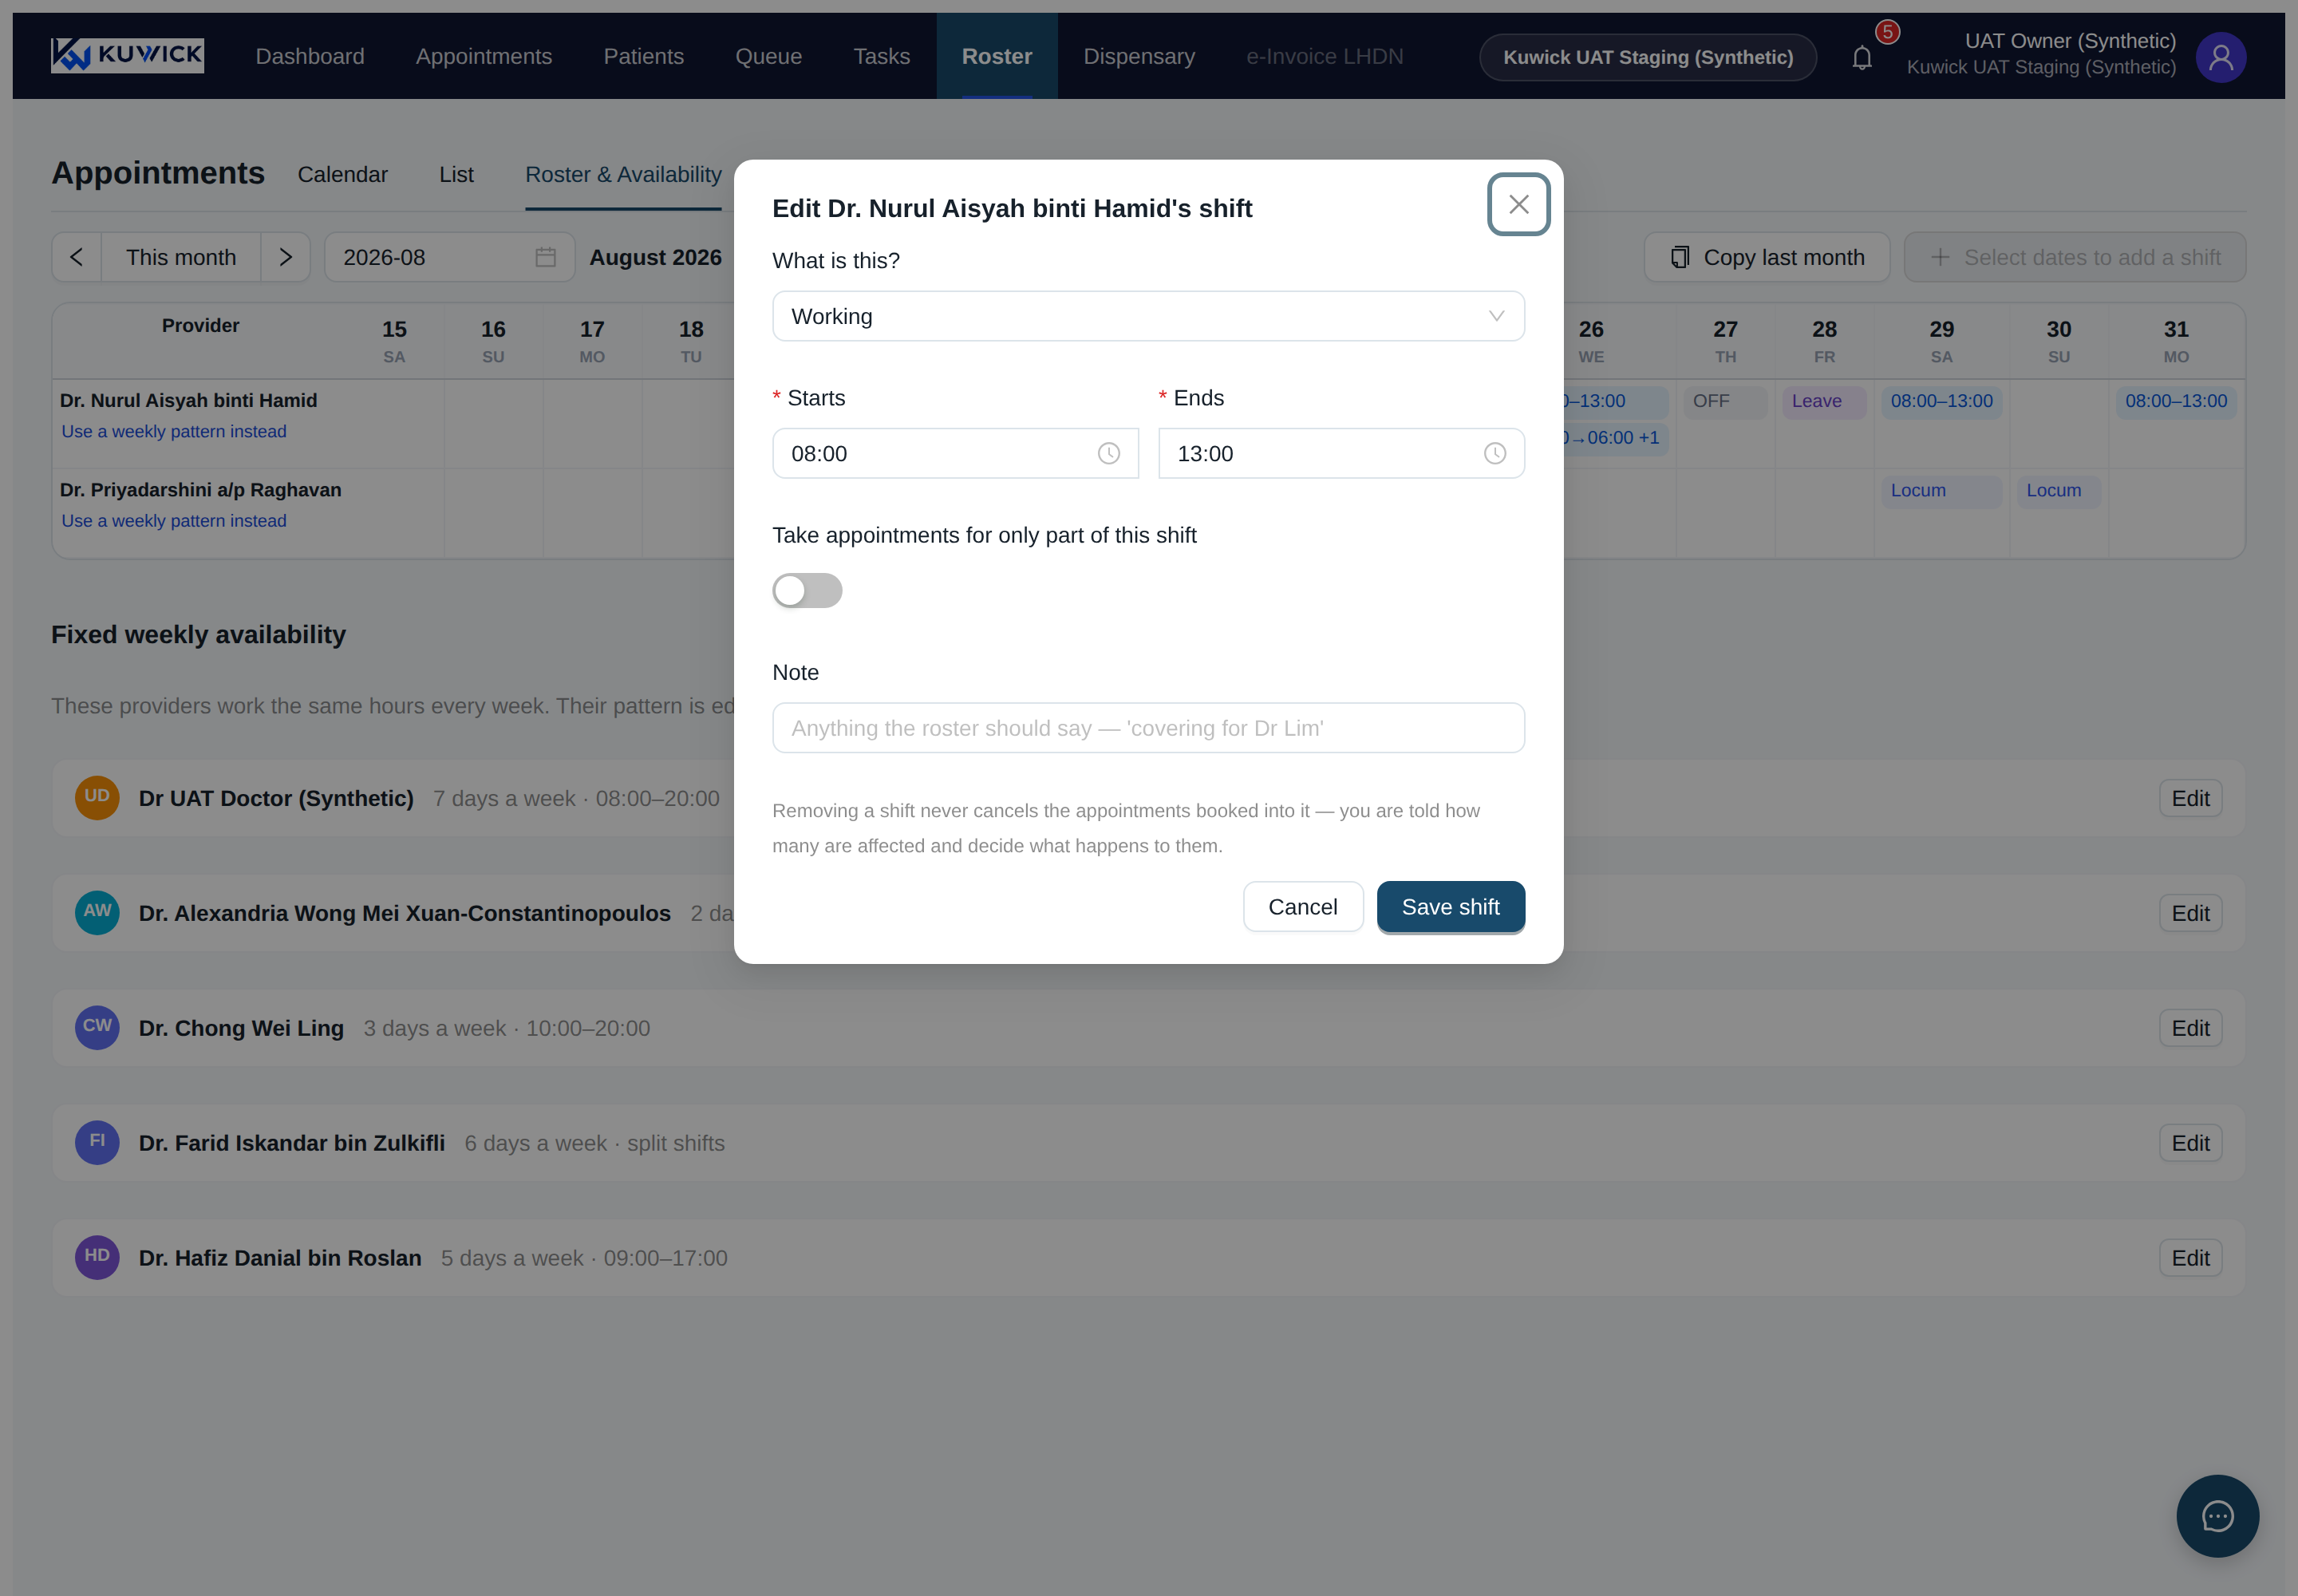 KUWICK
Dashboard
Appointments
Patients
Queue
Tasks
Roster
Dispensary
e-Invoice LHDN
Kuwick UAT Staging (Synthetic)
5
UAT Owner (Synthetic)
Kuwick UAT Staging (Synthetic)
Appointments
Calendar
List
Roster & Availability
This month
2026-08
August 2026
Copy last month
Select dates to add a shift
Provider
15
SA
16
SU
17
MO
18
TU
26
WE
27
TH
28
FR
29
SA
30
SU
31
MO
Dr. Nurul Aisyah binti Hamid
Use a weekly pattern instead
0–13:00
0→06:00 +1
OFF
Leave
08:00–13:00
08:00–13:00
Dr. Priyadarshini a/p Raghavan
Use a weekly pattern instead
Locum
Locum
Edit Dr. Nurul Aisyah binti Hamid's shift
What is this?
Working
* Starts
* Ends
08:00
13:00
Take appointments for only part of this shift
Note
Anything the roster should say — 'covering for Dr Lim'
Removing a shift never cancels the appointments booked into it — you are told how
many are affected and decide what happens to them.
Cancel
Save shift
Fixed weekly availability
These providers work the same hours every week. Their pattern is ed
UD
Dr UAT Doctor (Synthetic)
7 days a week · 08:00–20:00
Edit
AW
Dr. Alexandria Wong Mei Xuan-Constantinopoulos
2 da
Edit
CW
Dr. Chong Wei Ling
3 days a week · 10:00–20:00
Edit
FI
Dr. Farid Iskandar bin Zulkifli
6 days a week · split shifts
Edit
HD
Dr. Hafiz Danial bin Roslan
5 days a week · 09:00–17:00
Edit